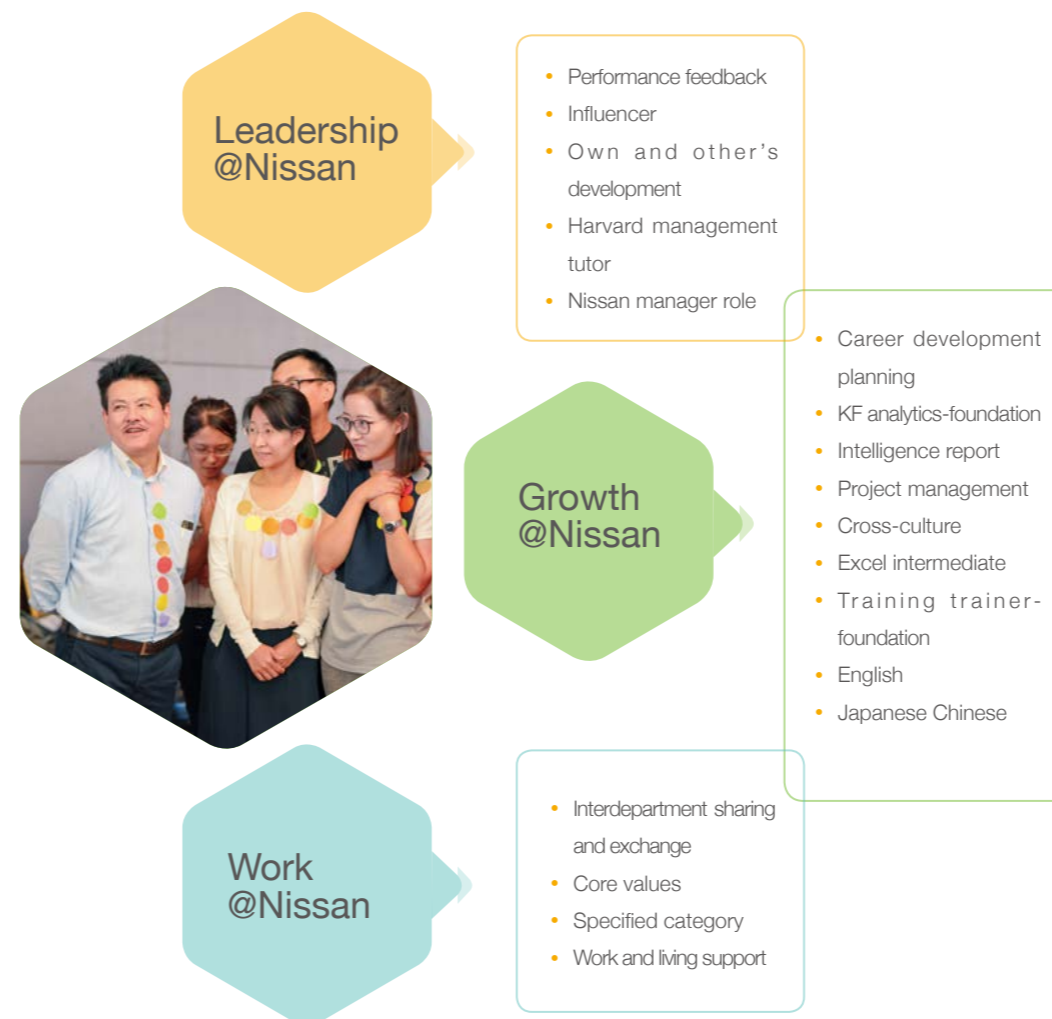 Leadership
@Nissan
• Performance feedback
• Influencer
• Own and other's
development
• Harvard management
tutor
• Nissan manager role
Growth
@Nissan
• Career development
planning
• KF analytics-foundation
• Intelligence report
• Project management
• Cross-culture
• Excel intermediate
• Training trainer-
foundation
• English
• Japanese Chinese
Work
@Nissan
• Interdepartment sharing
and exchange
• Core values
• Specified category
• Work and living support